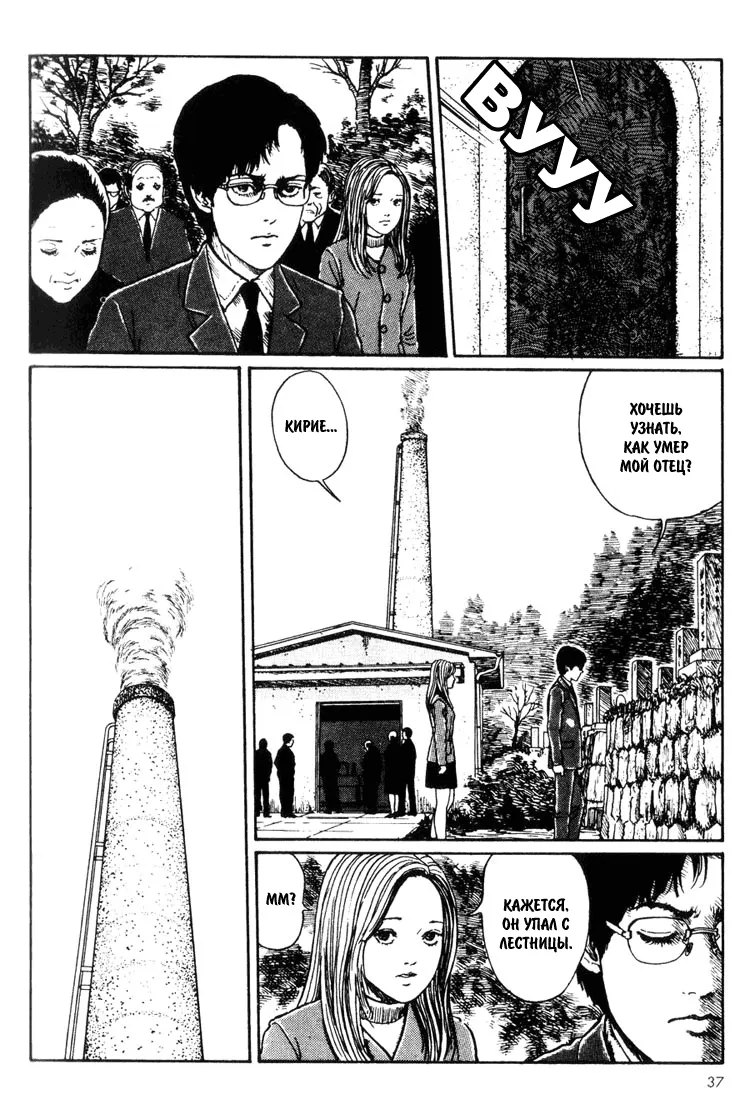 Вууу
КИРИЕ...
ХОЧЕШЬ
УЗНАТЬ,
КАК УМЕР
МОЙ ОТЕЦ?
ММ?
КАЖЕТСЯ,
ОН УПАЛ С
ЛЕСТНИЦЫ.
37